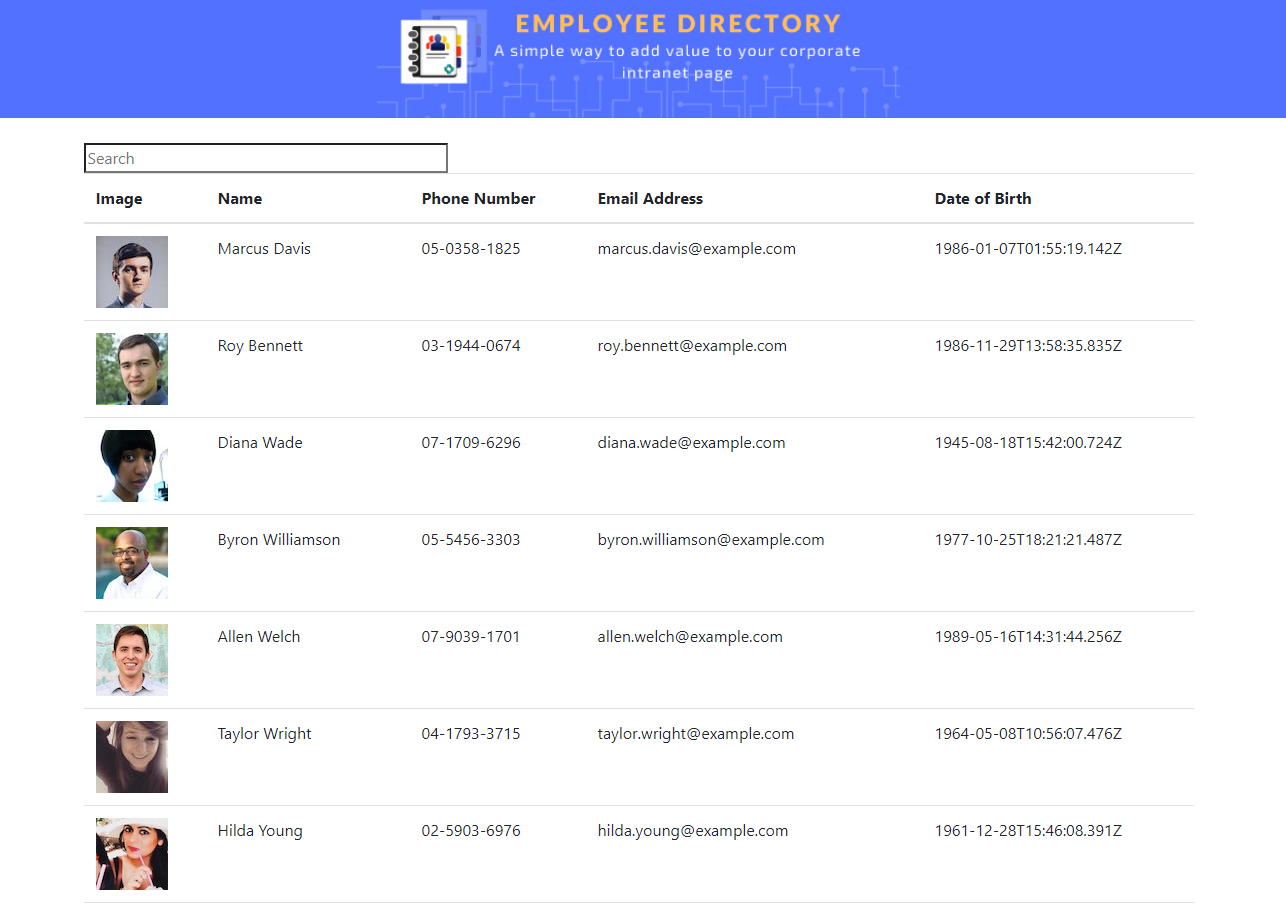 EMPLOYEE DIRECTORY
A simple way to add value to your corporate
intranet page
Search
Image Name Phone Number Email Address Date of Birth
Marcus Davis 05-0358-1825 marcus.davis@example.com 1986-01-07T01:55:19.142Z
Roy Bennett 03-1944-0674 roy.bennett@example.com 1986-11-29T13:58:35.835Z
Diana Wade 07-1709-6296 diana.wade@example.com 1945-08-18T15:42:00.724Z
Byron Williamson 05-5456-3303 byron.williamson@example.com 1977-10-25T18:21:21.487Z
Allen Welch 07-9039-1701 allen.welch@example.com 1989-05-16T14:31:44.256Z
Taylor Wright 04-1793-3715 taylor.wright@example.com 1964-05-08T10:56:07.476Z
Hilda Young 02-5903-6976 hilda.young@example.com 1961-12-28T15:46:08.391Z